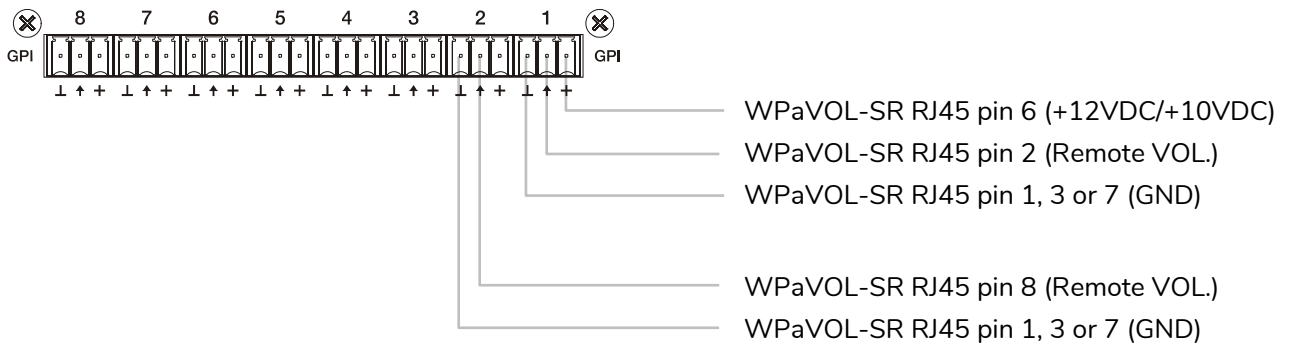 8 7 6 5 4 3 2 1
GPI GPI
⊥ ↑ + ⊥ ↑ + ⊥ ↑ + ⊥ ↑ + ⊥ ↑ + ⊥ ↑ + ⊥ ↑ + ⊥ ↑ +
WPaVOL-SR RJ45 pin 6 (+12VDC/+10VDC)
WPaVOL-SR RJ45 pin 2 (Remote VOL.)
WPaVOL-SR RJ45 pin 1, 3 or 7 (GND)
WPaVOL-SR RJ45 pin 8 (Remote VOL.)
WPaVOL-SR RJ45 pin 1, 3 or 7 (GND)